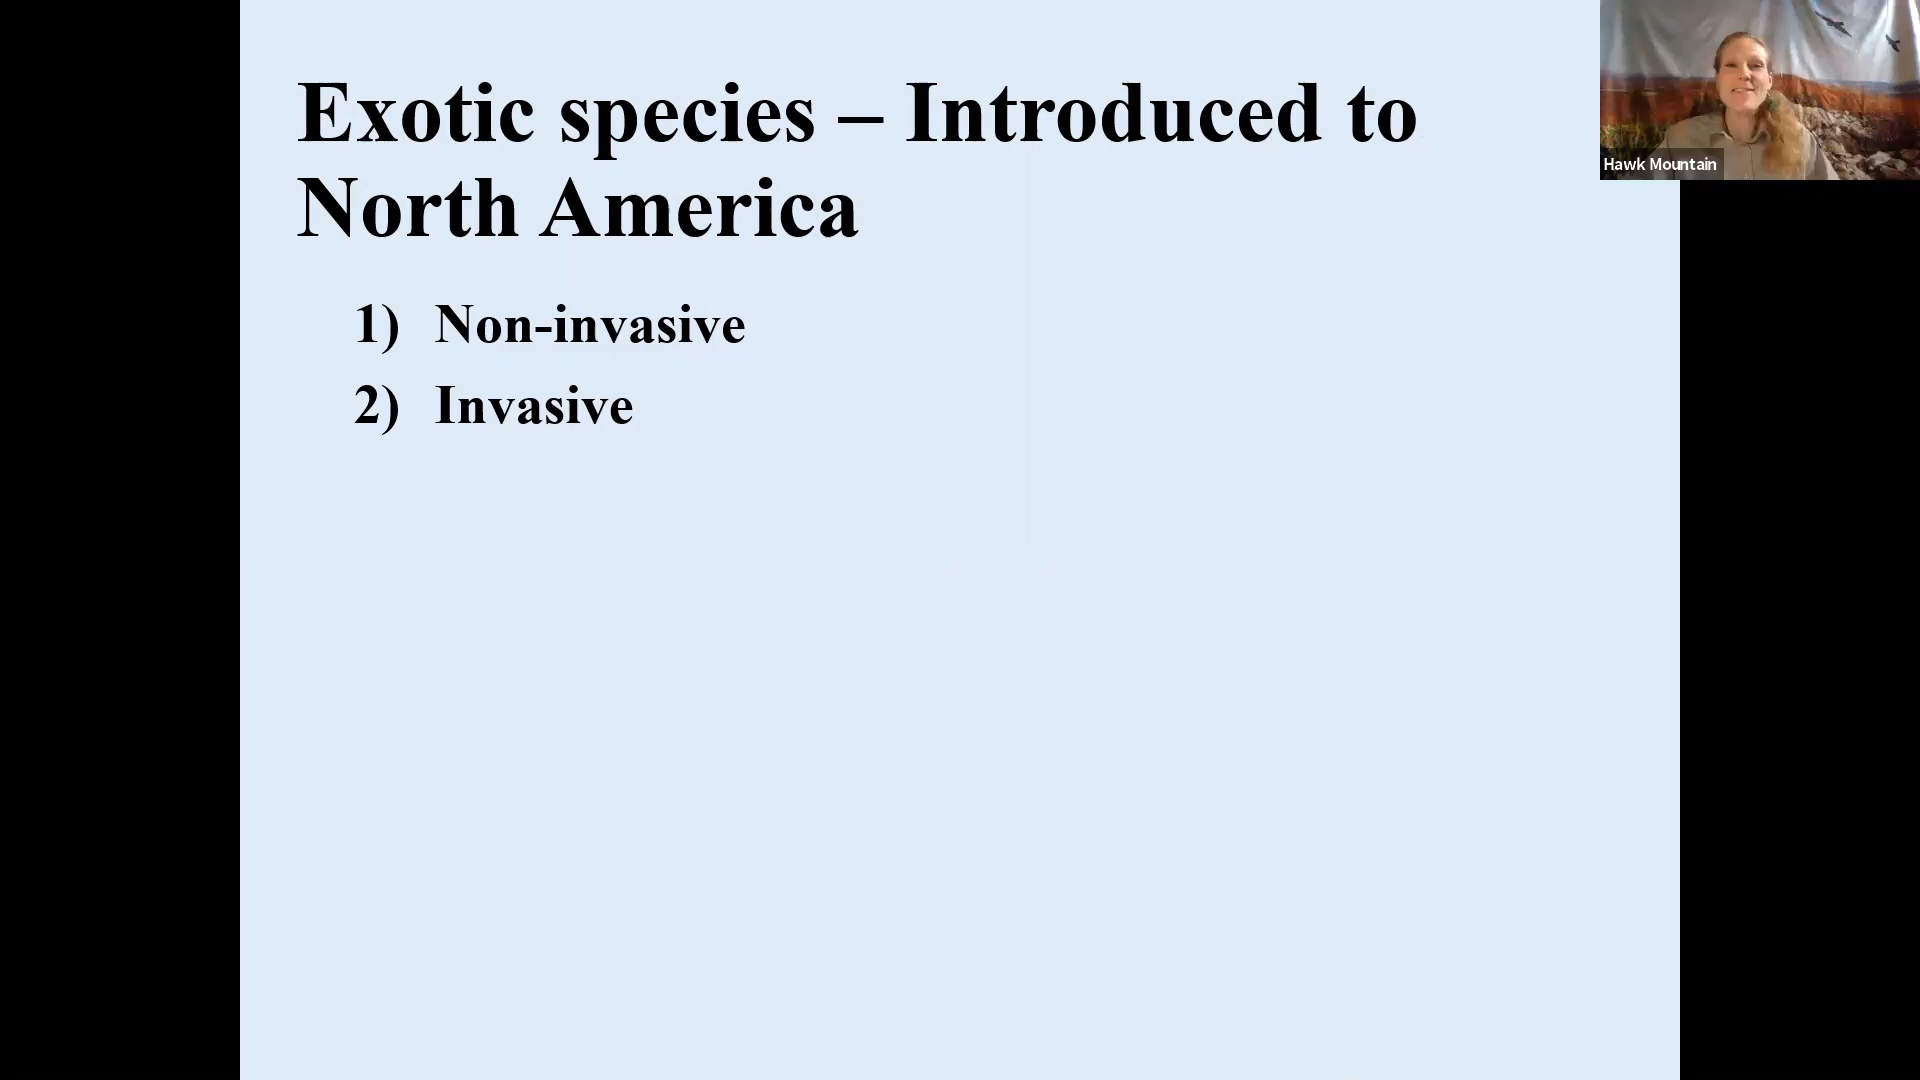 Exotic species – Introduced to
North America
1) Non-invasive
2) Invasive
Hawk Mountain